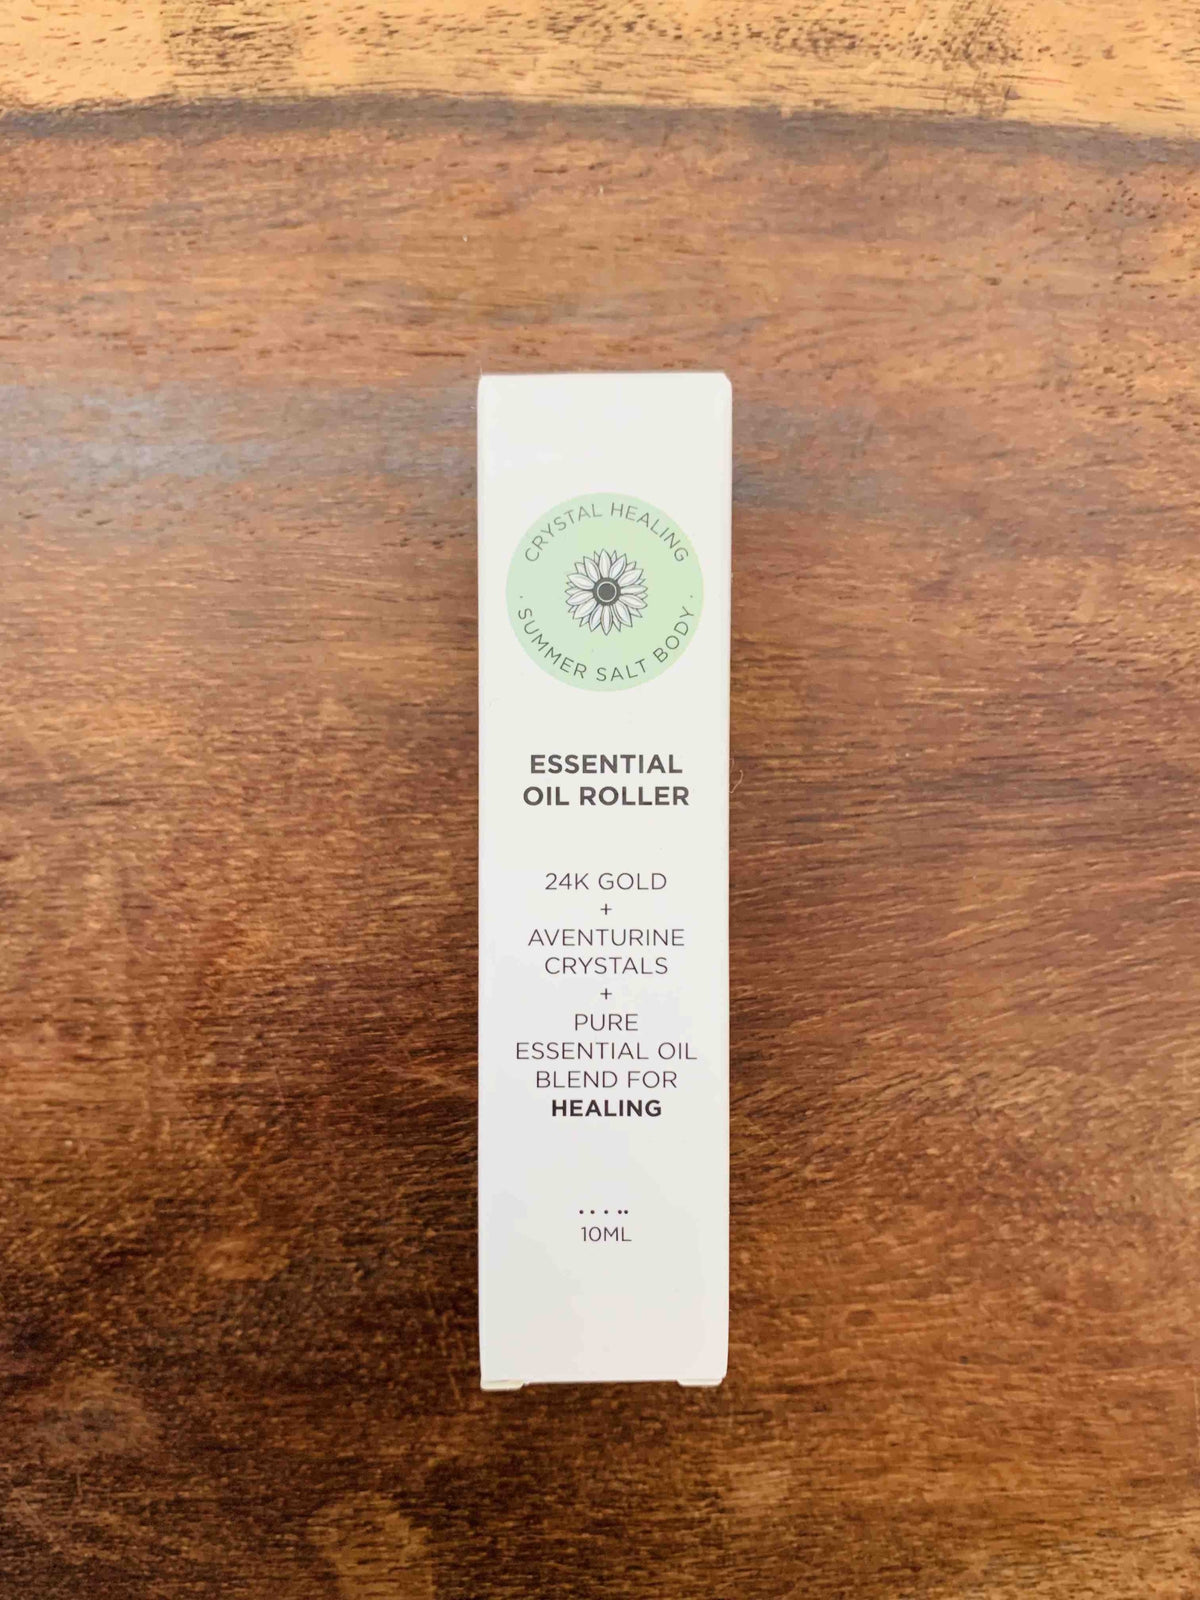 CRYSTAL HEALING
· SUMMER SALT BODY ·
ESSENTIAL
OIL ROLLER
24K GOLD
+
AVENTURINE
CRYSTALS
+
PURE
ESSENTIAL OIL
BLEND FOR
HEALING
10ML